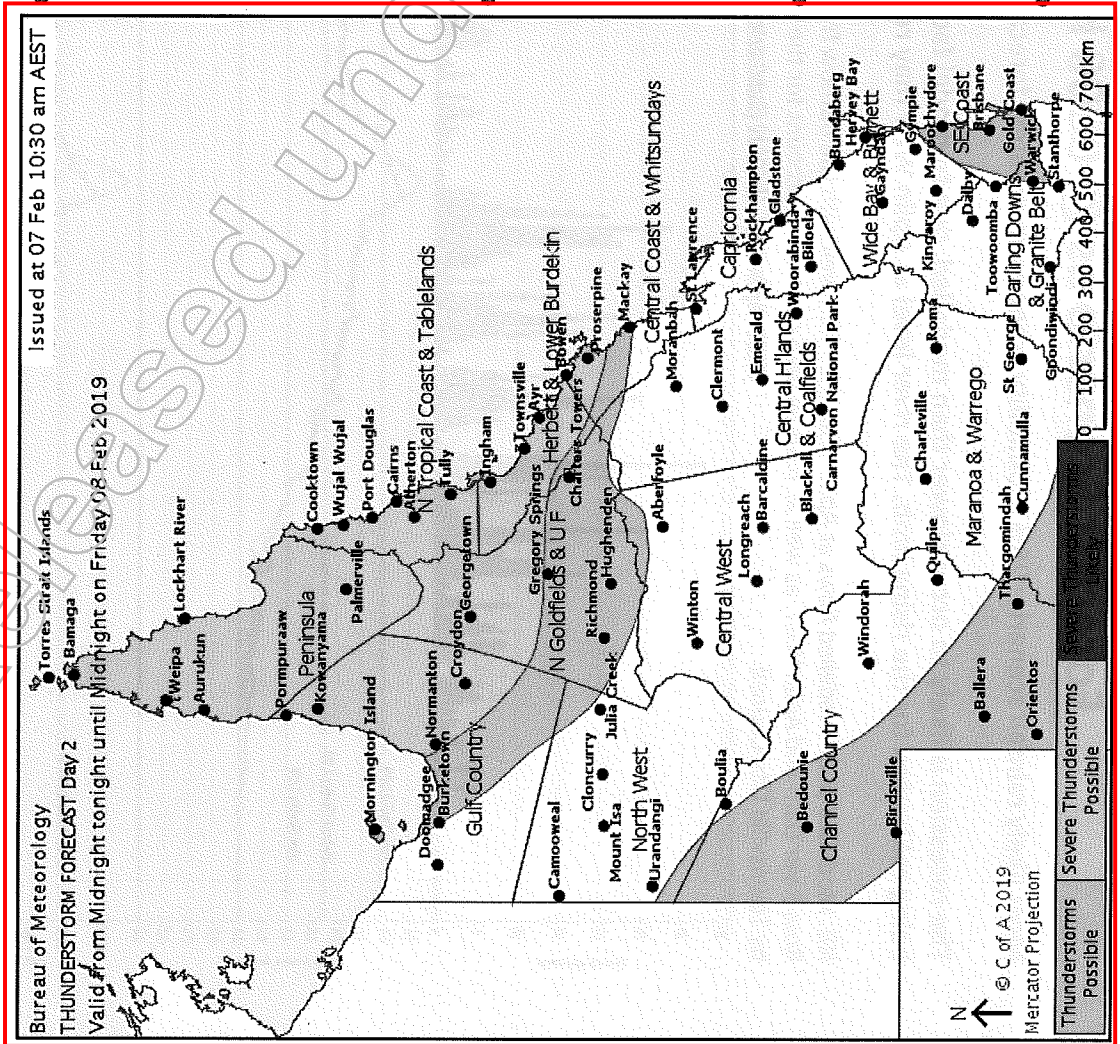 Bureau of Meteorology
Issued at 07 Feb 10:30 am AEST
THUNDERSTORM FORECAST Day 2
Valid from Midnight tonight until Midnight on Friday 08 Feb 2019
Torres Strait Islands
Bamaga
Weipa
Aurukun
Lockhart River
Pormpuraaw
Peninsula
Kowanyama
Palmerville
Cooktown
Wujal Wujal
Port Douglas
Cairns
Atherton
N Tropical Coast & Tablelands
Tully
Mornington Island
Doomadgee
Burketown
Normanton
Croydon
Georgetown
Gulf Country
Ingham
Townsville
Ayr
Herbert & Lower Burdekin
Bowen
Proserpine
Mackay
Charters Towers
Gregory Springs
N Goldfields & U F
Hughenden
Richmond
Julia Creek
Camooweal
Cloncurry
Mount Isa
North West
Urandangi
Boulia
Aberfoyle
Winton
Central West
Longreach
Barcaldine
Moranbah
Central Coast & Whitsundays
St Lawrence
Clermont
Capricornia
Emerald
Rockhampton
Gladstone
Central H'lands
& Coalfields
Woorabinda
Biloela
Blackall
Carnarvon National Park
Bedourie
Channel Country
Birdsville
Windorah
Bundaberg
Hervey Bay
Wide Bay & Burnett
Gayndah
Gympie
Kingaroy
Maroochydore
Charleville
Roma
Quilpie
Maranoa & Warrego
Dalby
SE Coast
Brisbane
Toowoomba
Gold Coast
Darling Downs
& Granite Belt
Warwick
Stanthorpe
St George
Goondiwindi
Cunnamulla
Thargomindah
Ballera
Orientos
N
© C of A 2019
Mercator Projection
0 100 200 300 400 500 600 700km
Thunderstorms Possible
Severe Thunderstorms Possible
Severe Thunderstorms Likely
eleased und